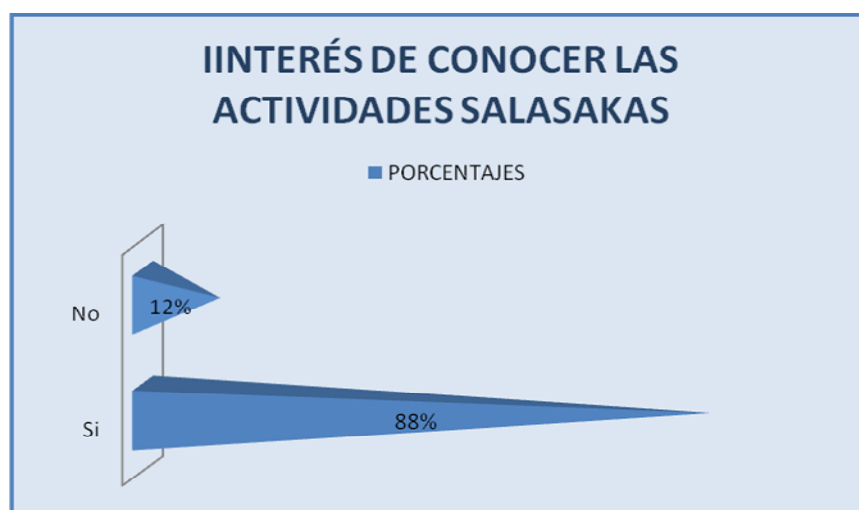 IINTERÉS DE CONOCER LAS
ACTIVIDADES SALASAKAS
PORCENTAJES
No
12%
Si
88%